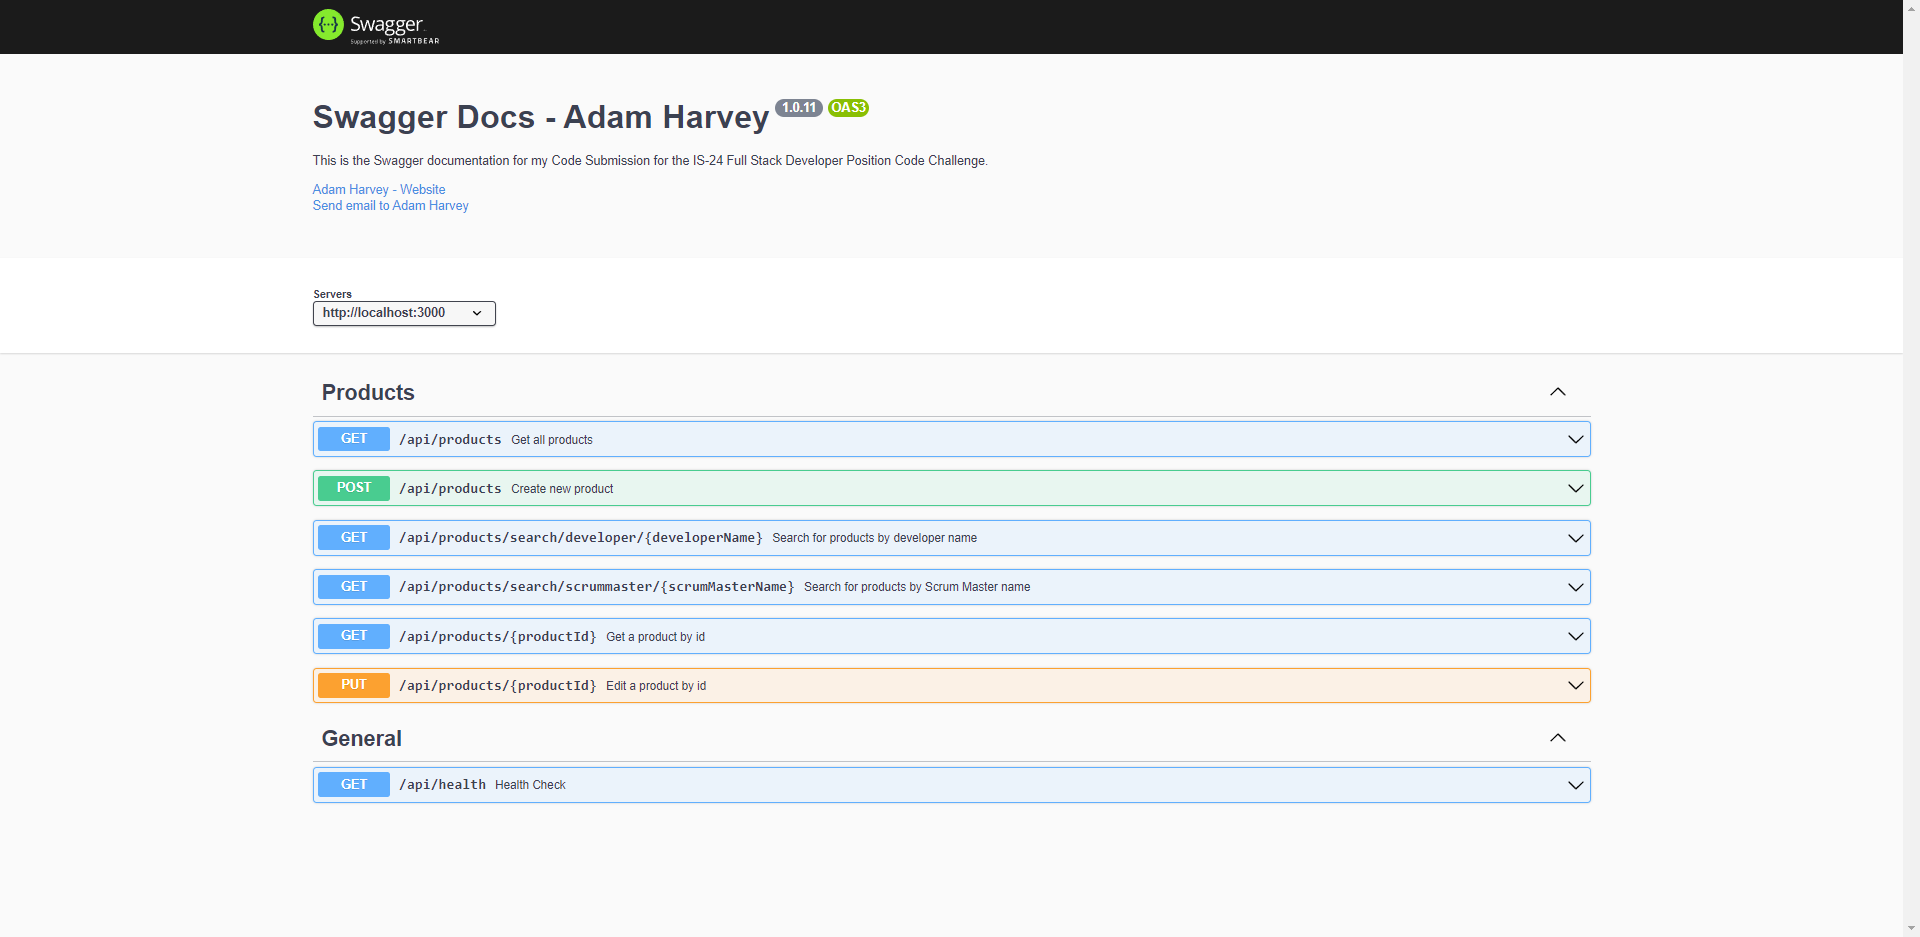 Swagger
Supported by SMARTBEAR
Swagger Docs - Adam Harvey 1.0.11 OAS3
This is the Swagger documentation for my Code Submission for the IS-24 Full Stack Developer Position Code Challenge.
Adam Harvey - Website
Send email to Adam Harvey
Servers
http://localhost:3000
Products
GET /api/products Get all products
POST /api/products Create new product
GET /api/products/search/developer/{developerName} Search for products by developer name
GET /api/products/search/scrummaster/{scrumMasterName} Search for products by Scrum Master name
GET /api/products/{productId} Get a product by id
PUT /api/products/{productId} Edit a product by id
General
GET /api/health Health Check